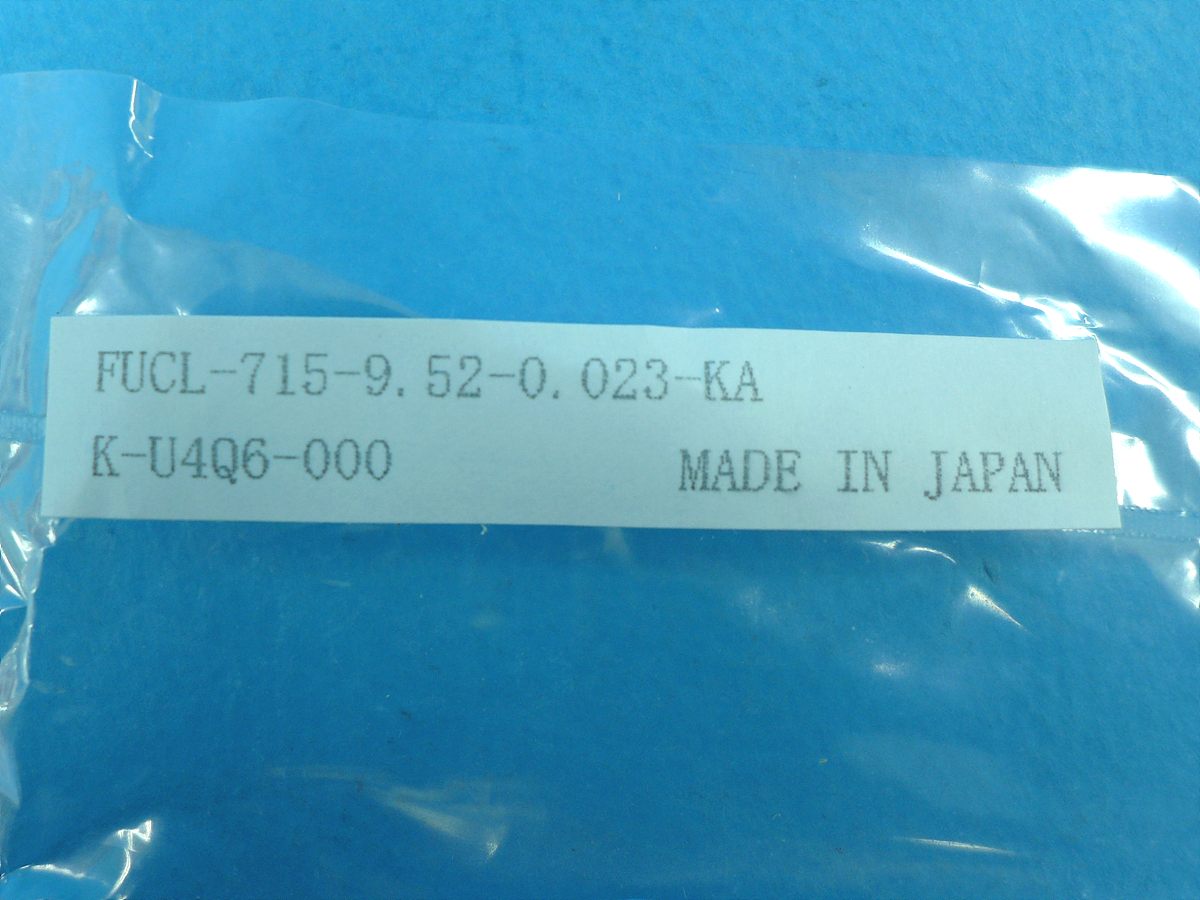 FUCL-715-9.52-0.023-KA
K-U4Q6-000 MADE IN JAPAN